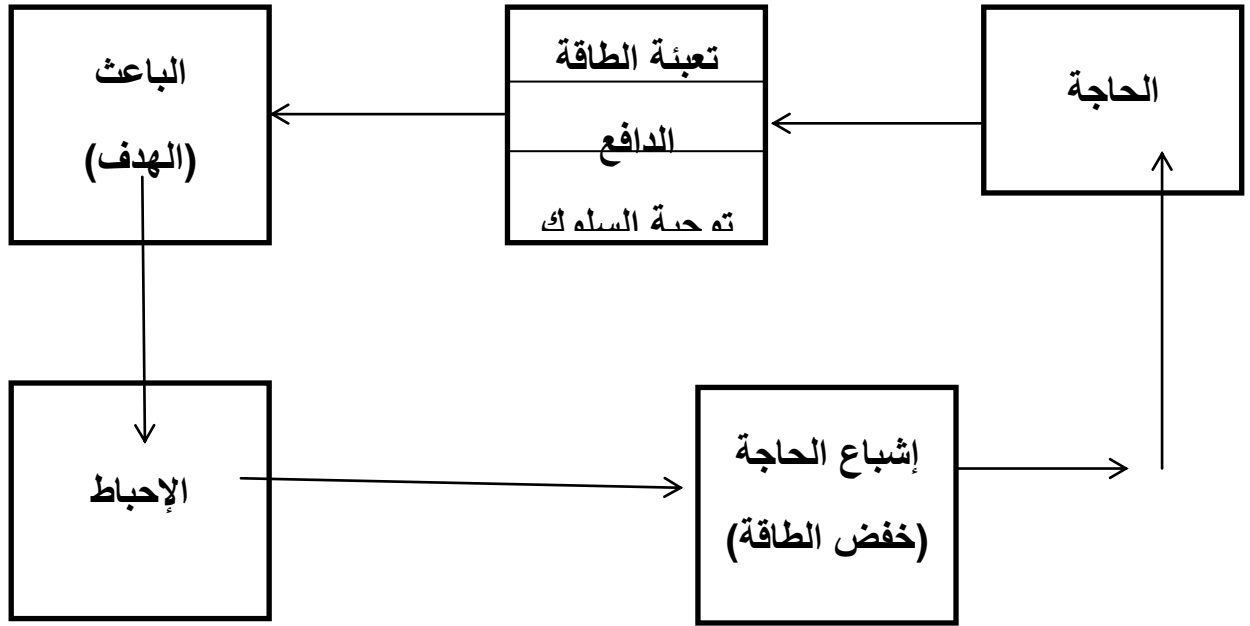 الحاجة
تعبئة الطاقة
الدافع
توجية السلوك
الباعث
(الهدف)
الإحباط
إشباع الحاجة
(خفض الطاقة)